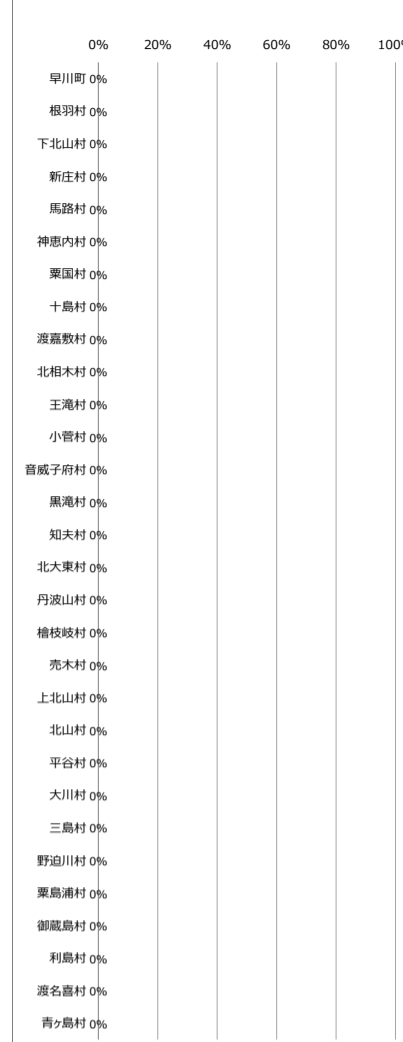 0% 20% 40% 60% 80% 100%
早川町 0%
根羽村 0%
下北山村 0%
新庄村 0%
馬路村 0%
神恵内村 0%
粟国村 0%
十島村 0%
渡嘉敷村 0%
北相木村 0%
王滝村 0%
小菅村 0%
音威子府村 0%
黒滝村 0%
知夫村 0%
北大東村 0%
丹波山村 0%
檜枝岐村 0%
売木村 0%
上北山村 0%
北山村 0%
平谷村 0%
大川村 0%
三島村 0%
野迫川村 0%
粟島浦村 0%
御蔵島村 0%
利島村 0%
渡名喜村 0%
青ヶ島村 0%